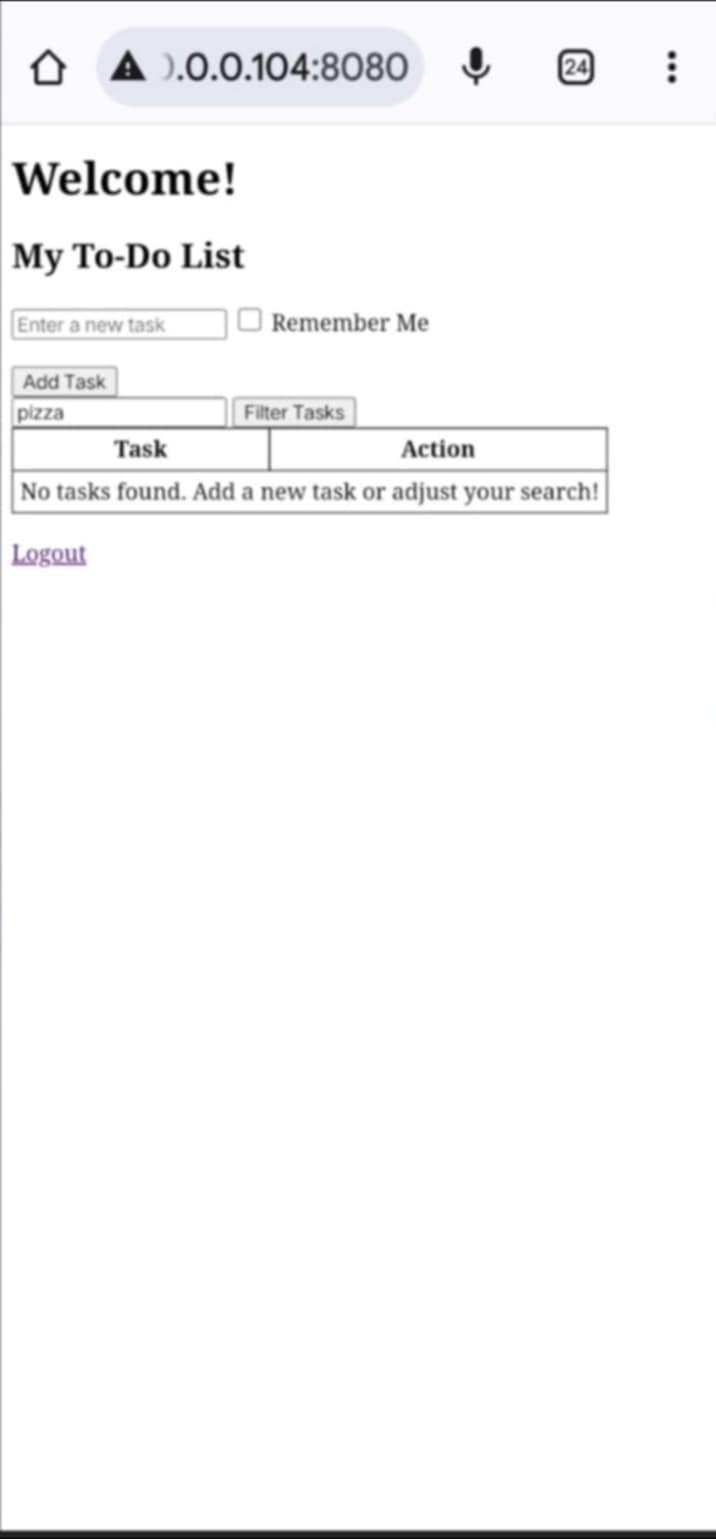 ).0.0.104:8080 24
Welcome!
My To-Do List
Enter a new task Remember Me
Add Task
pizza Filter Tasks
Task Action
No tasks found. Add a new task or adjust your search!
Logout